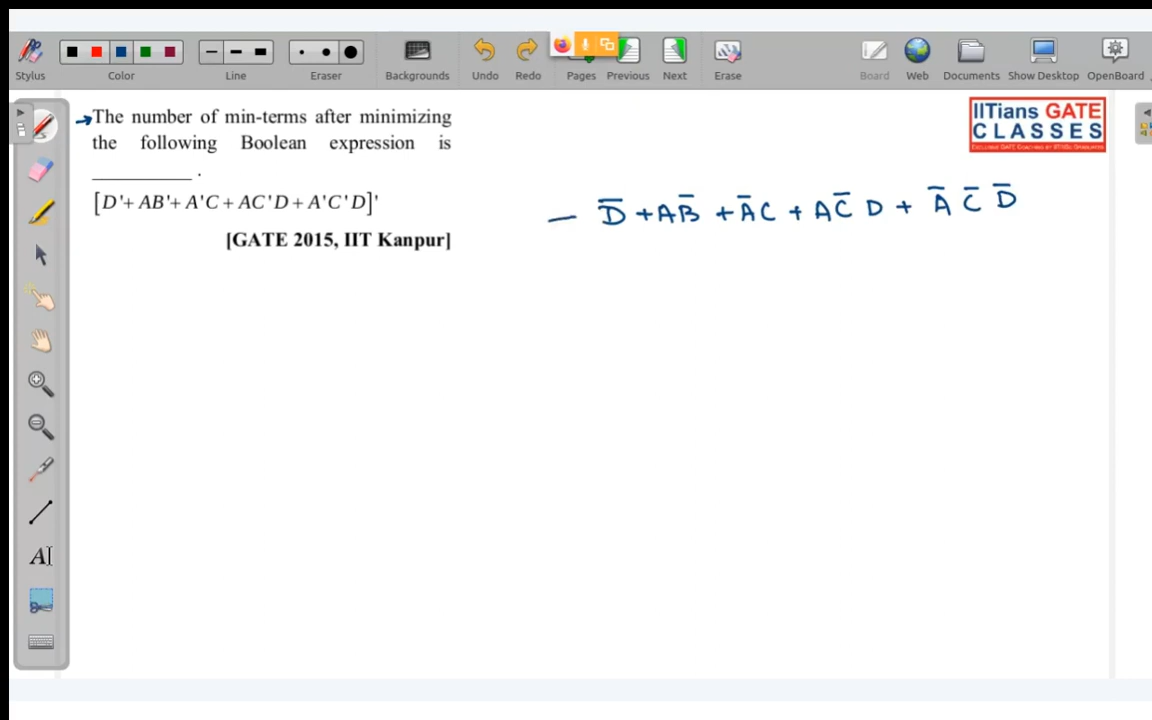 Stylus Color Line Eraser Backgrounds Undo Redo Pages Previous Next Erase Board Web Documents Show Desktop OpenBoard
The number of min-terms after minimizing
the following Boolean expression is
__________ .
[D'+ AB'+ A'C + AC'D + A'C'D]'
[GATE 2015, IIT Kanpur]
D̅ + AB̅ + A̅C + AC̅D + A̅ C̅ D̅
IITians GATE
CLASSES